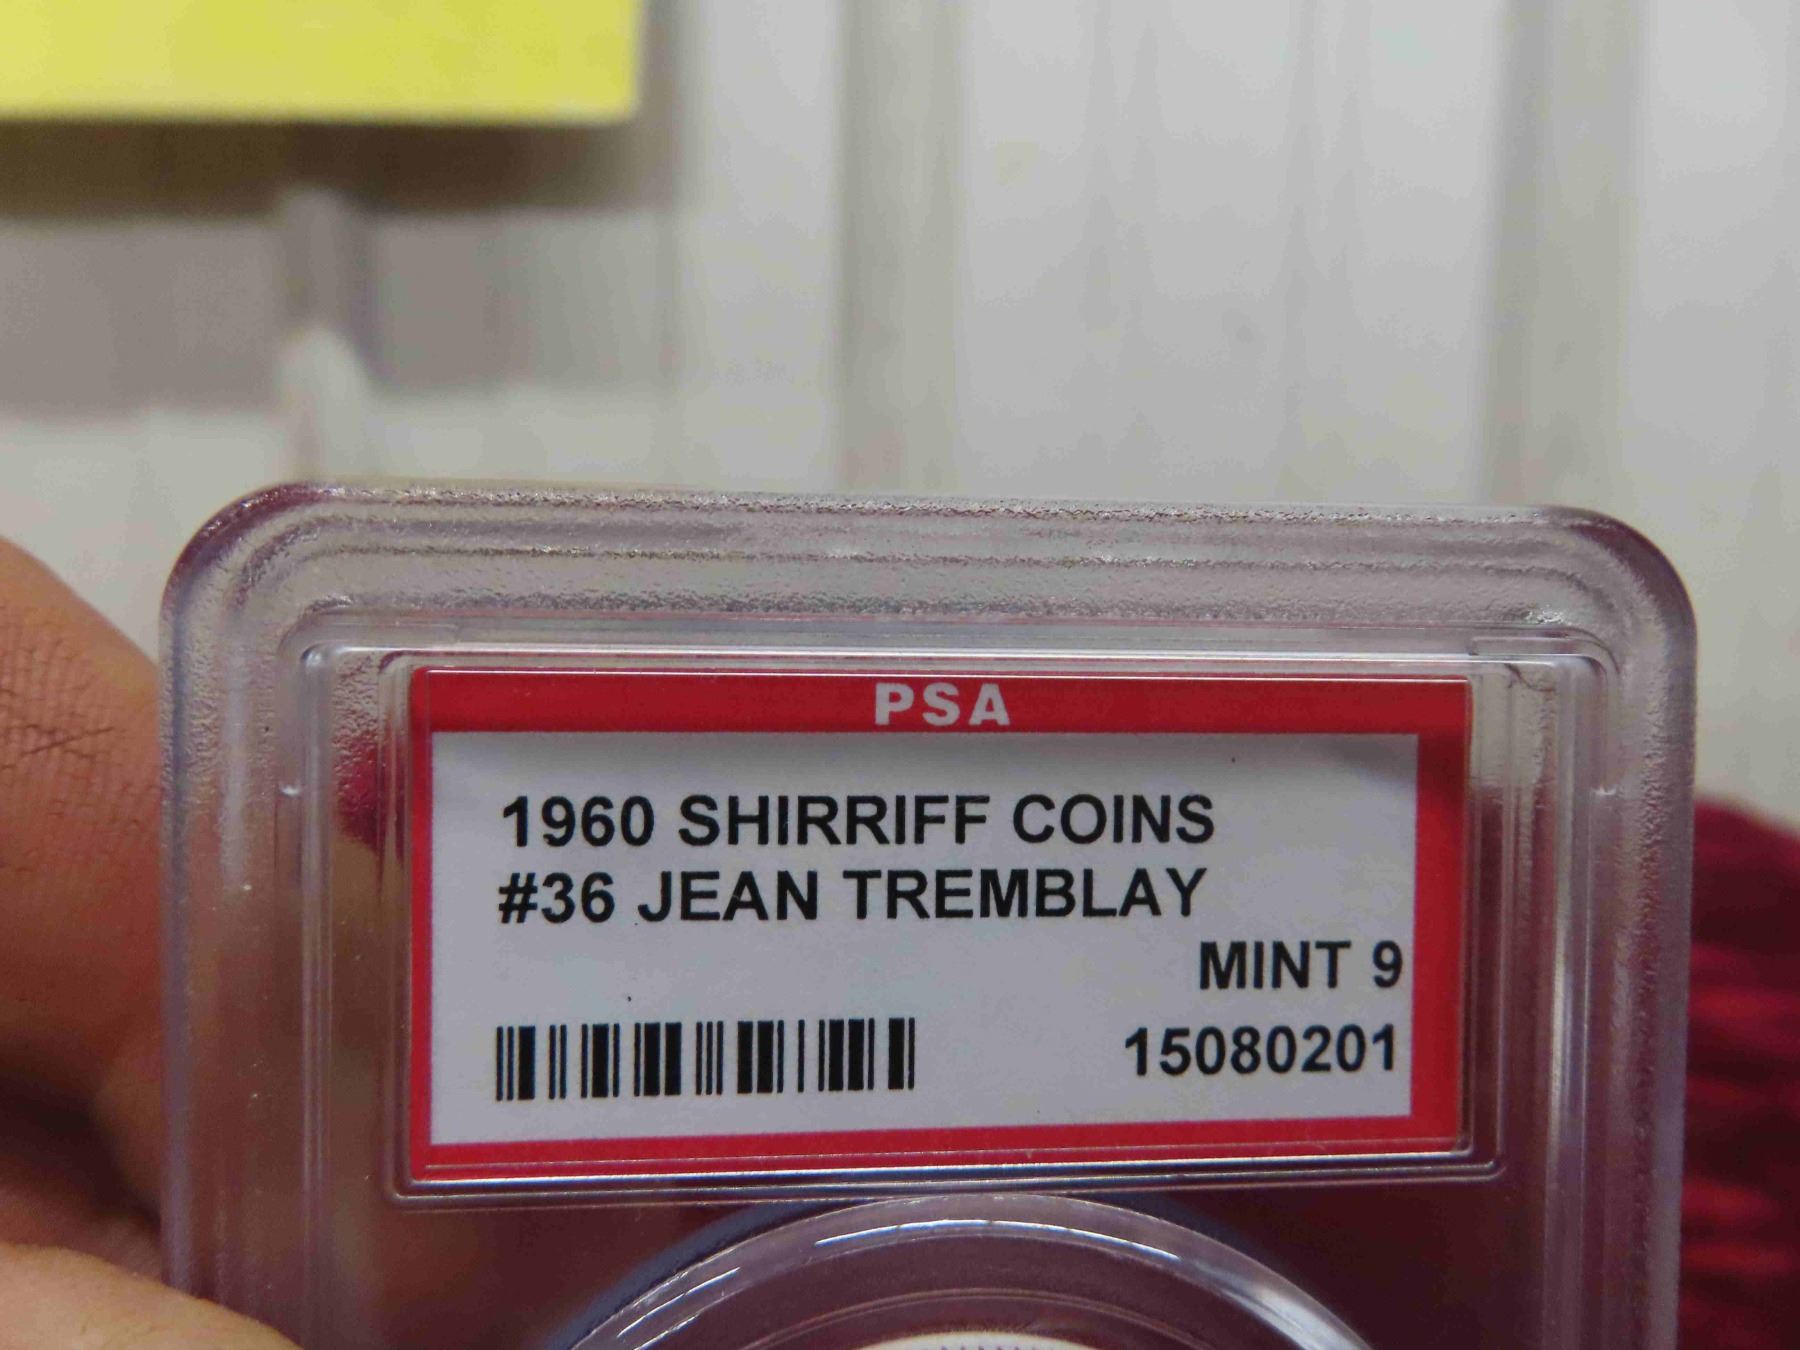 PSA
1960 SHIRRIFF COINS
#36 JEAN TREMBLAY
MINT 9
15080201